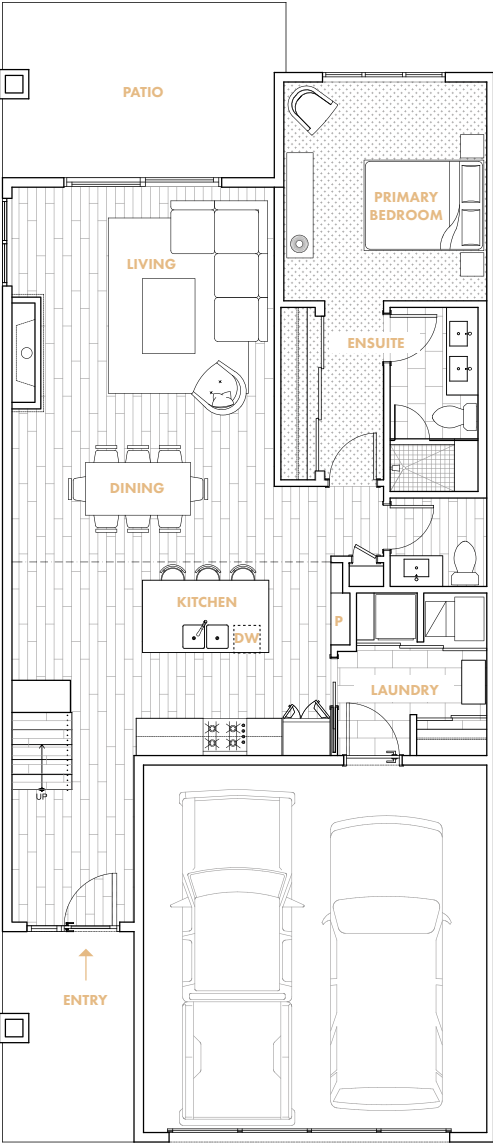 PATIO
PRIMARY
BEDROOM
LIVING
ENSUITE
DINING
KITCHEN
P
DW
LAUNDRY
UP
ENTRY